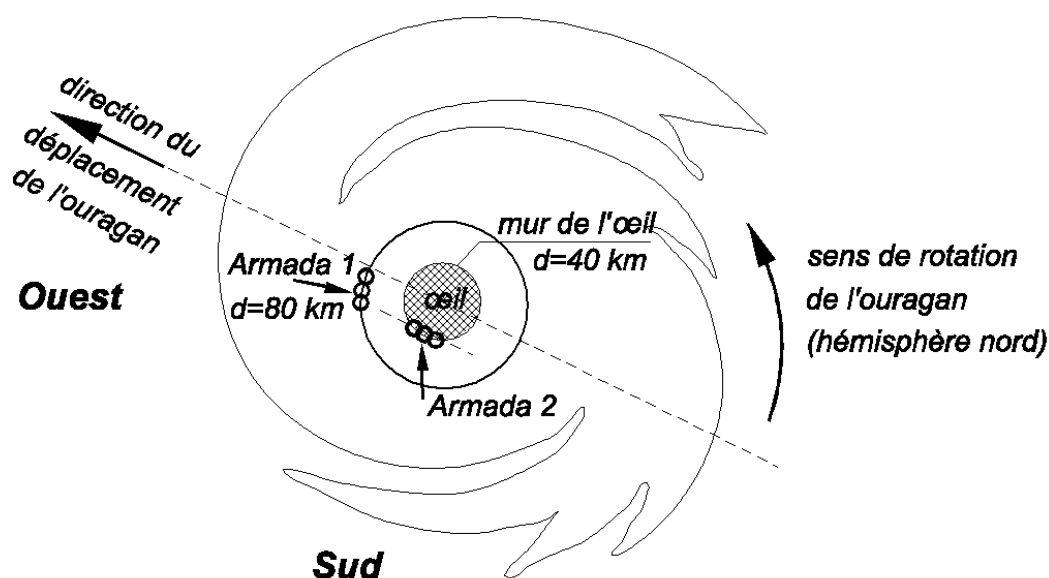 direction du
déplacement
de l'ouragan
mur de l'œil
d=40 km
Armada 1
d=80 km
œil
Ouest
sens de rotation
de l'ouragan
(hémisphère nord)
Armada 2
Sud